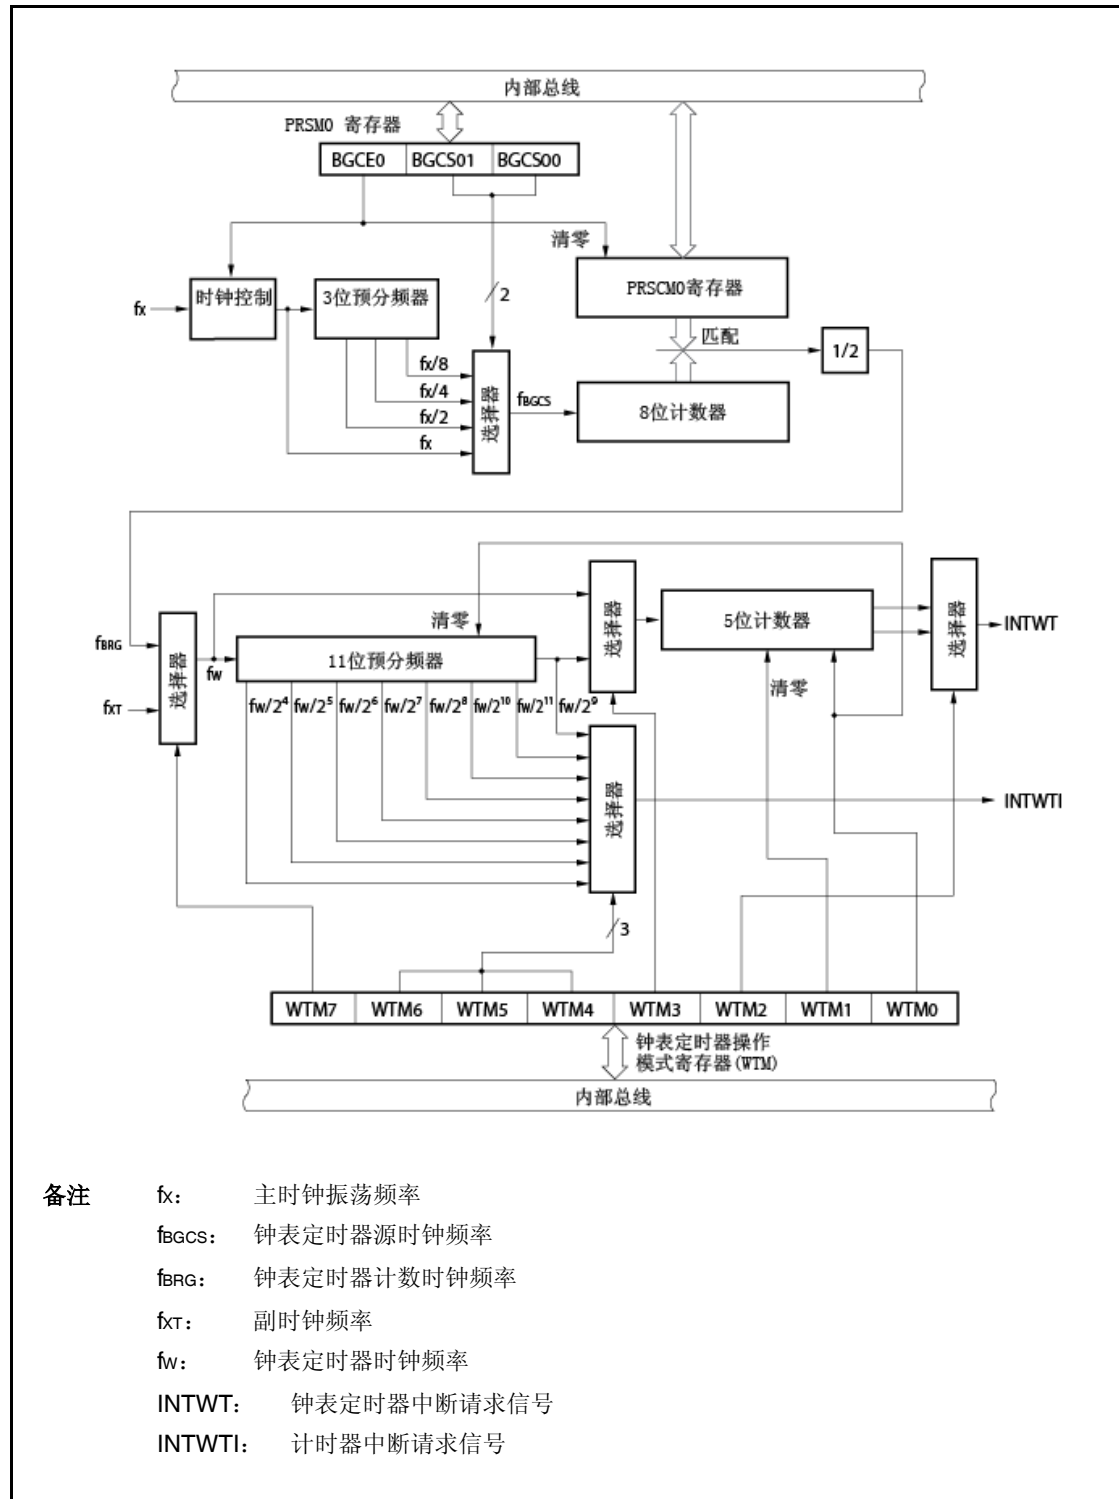 内部总线
PRSM0 寄存器
BGCE0 BGCS01 BGCS00
清零
2
PRSCM0寄存器
fx
时钟控制
3位预分频器
匹配
1/2
fx/8
fx/4
fx/2
fx
选择器
fBGCS
8位计数器
清零
选择器
5位计数器
选择器
INTWT
fBRG
选择器
fw
11位预分频器
清零
fXT
fw/2⁴ fw/2⁵ fw/2⁶ fw/2⁷ fw/2⁸ fw/2¹⁰ fw/2¹¹ fw/2⁹
选择器
INTWTI
3
WTM7 WTM6 WTM5 WTM4 WTM3 WTM2 WTM1 WTM0
钟表定时器操作
模式寄存器(WTM)
内部总线
备注 fx： 主时钟振荡频率
fBGCS： 钟表定时器源时钟频率
fBRG： 钟表定时器计数时钟频率
fXT： 副时钟频率
fw： 钟表定时器时钟频率
INTWT： 钟表定时器中断请求信号
INTWTI： 计时器中断请求信号